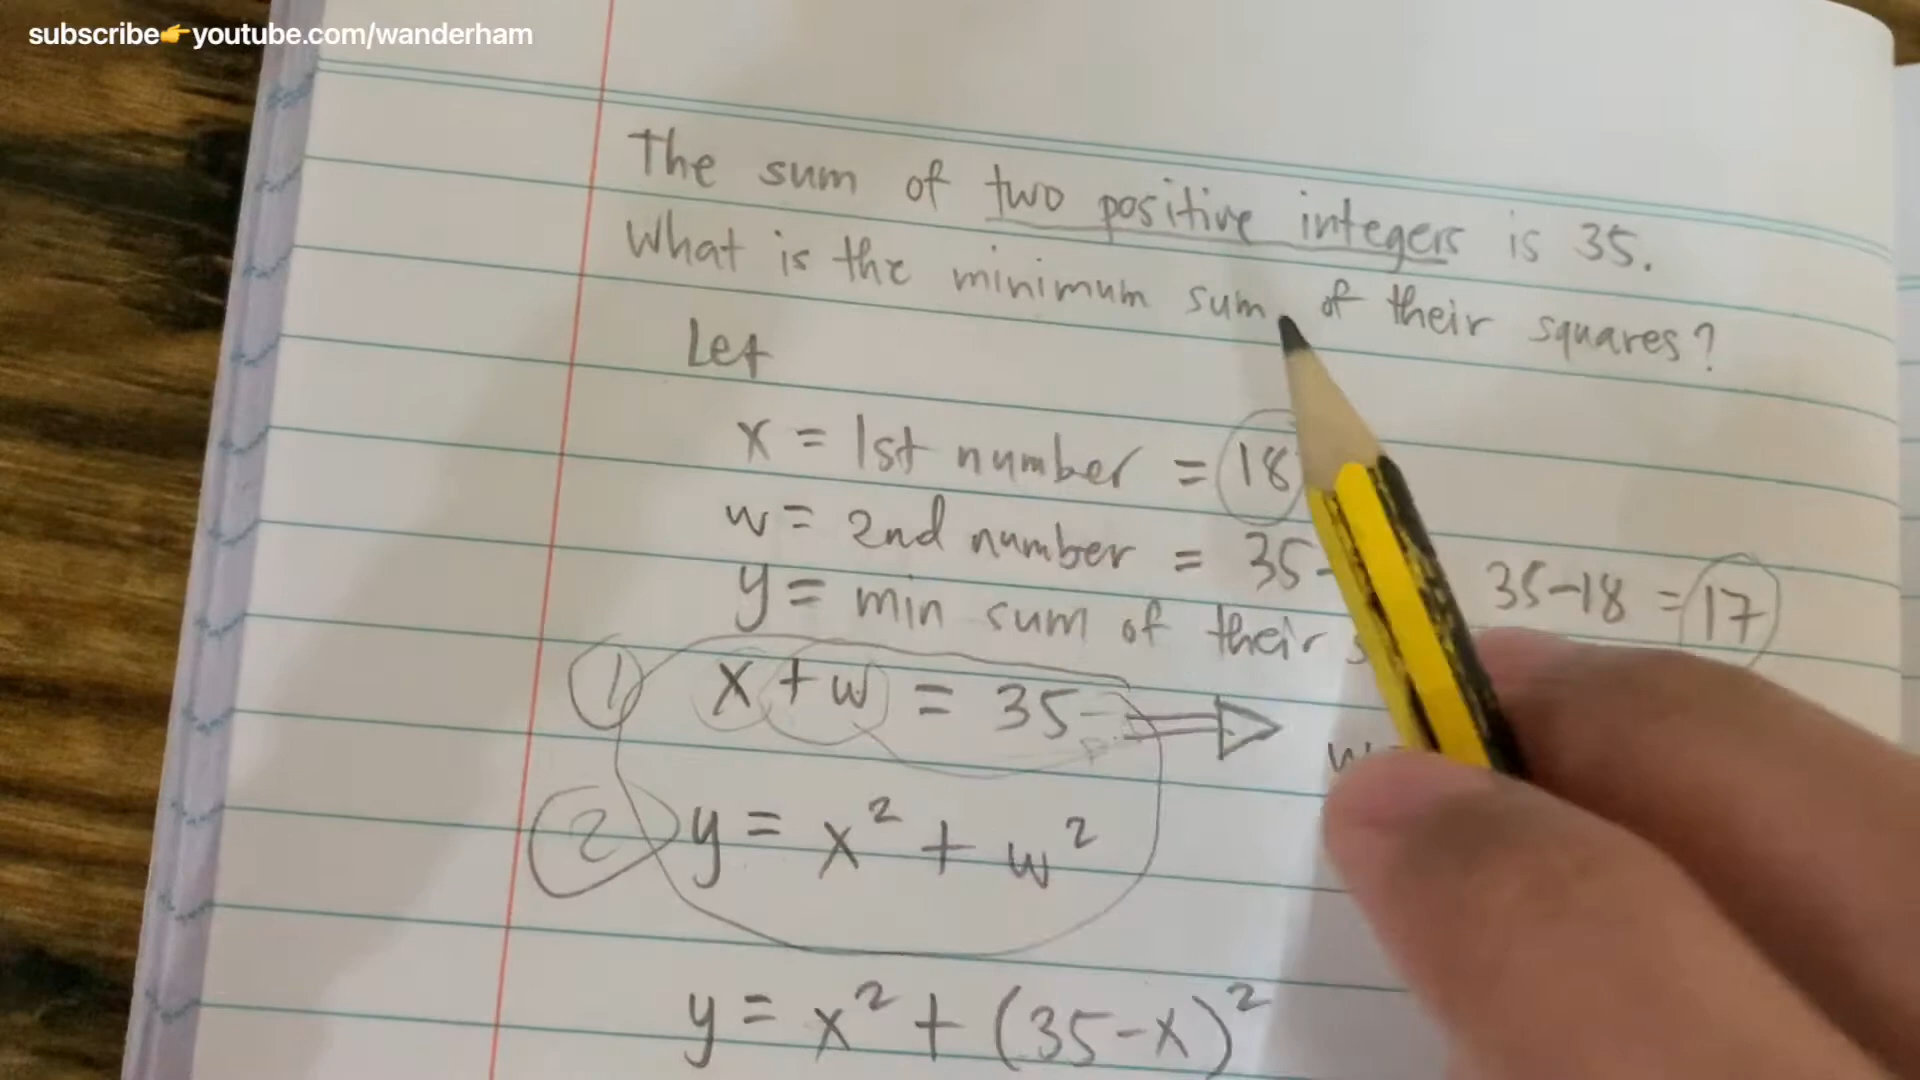 subscribe👉youtube.com/wanderham
The sum of two positive integers is 35.
What is the minimum sum of their squares?
Let
x = 1st number = 18
w = 2nd number = 35- 35-18 = 17
y = min sum of their
① x + w = 35
② y = x² + w²
y = x² + (35-x)²